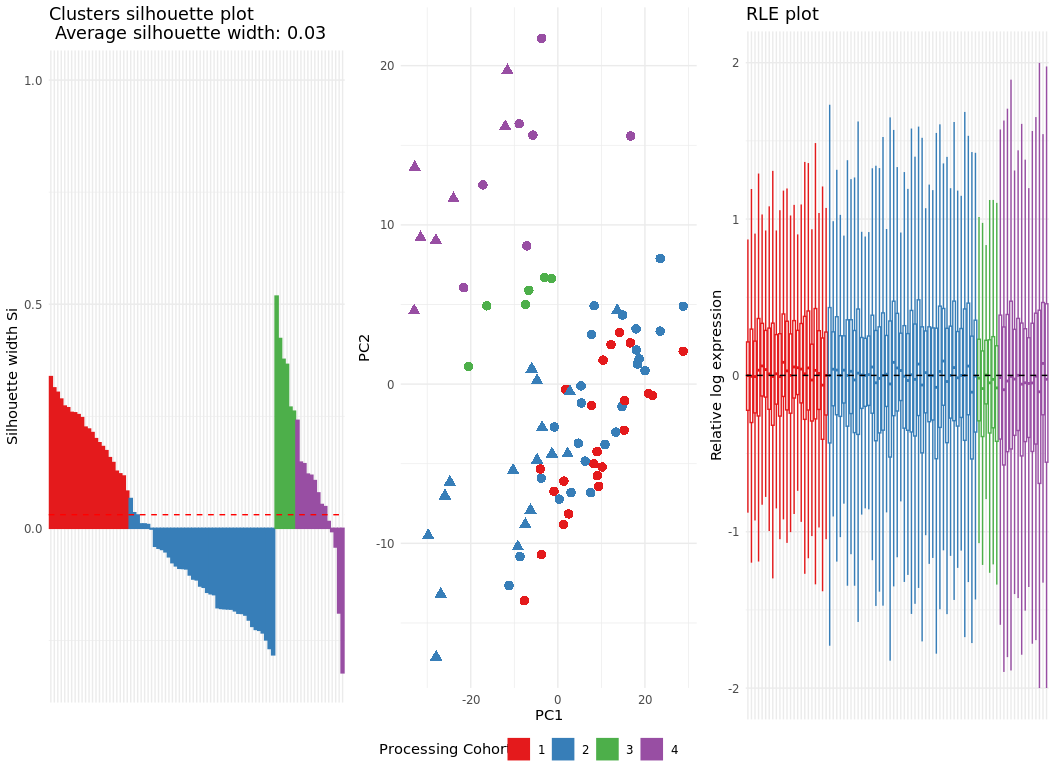 Clusters silhouette plot
Average silhouette width: 0.03
Silhouette width Si
1.0
0.5
0.0
PC2
20
10
0
-10
-20
0
20
PC1
RLE plot
Relative log expression
2
1
0
-1
-2
Processing Cohort
1
2
3
4